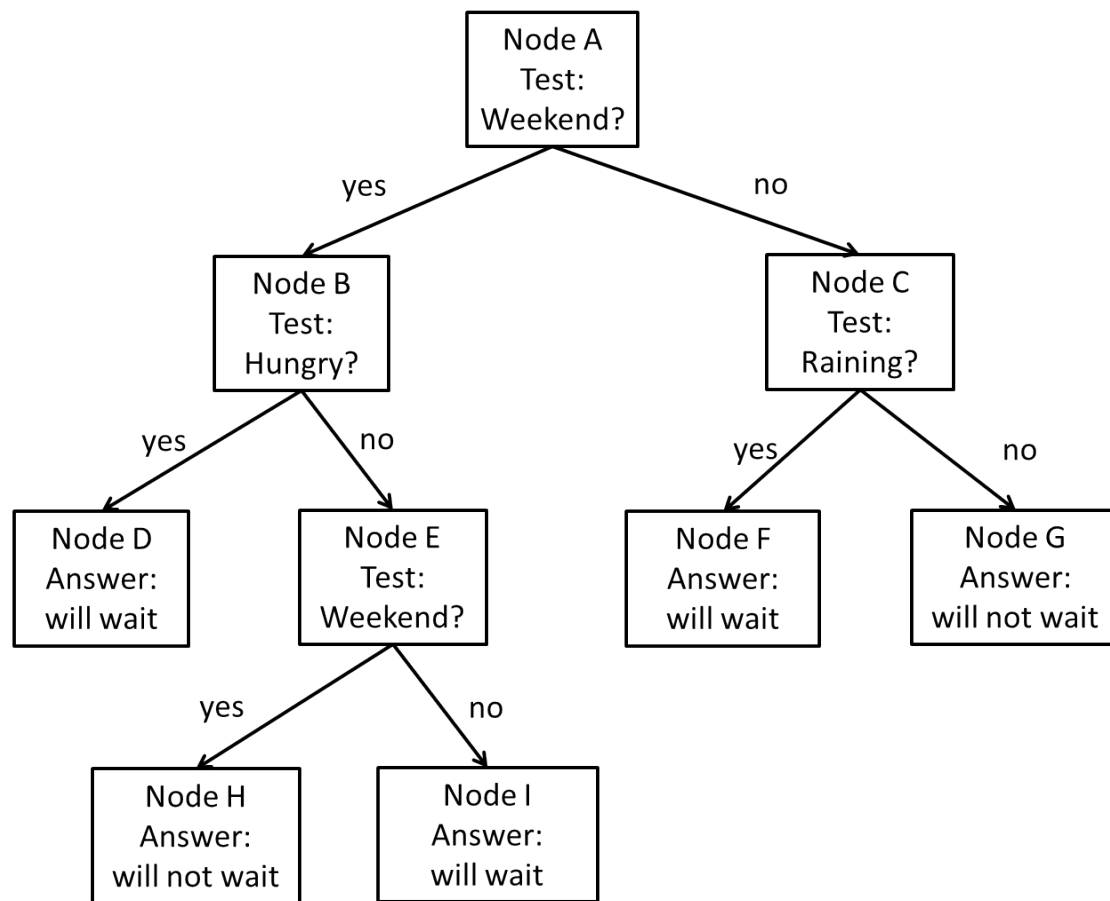 Node A
Test:
Weekend?
yes
no
Node B
Test:
Hungry?
Node C
Test:
Raining?
yes
no
yes
no
Node D
Answer:
will wait
Node E
Test:
Weekend?
Node F
Answer:
will wait
Node G
Answer:
will not wait
yes
no
Node H
Answer:
will not wait
Node I
Answer:
will wait